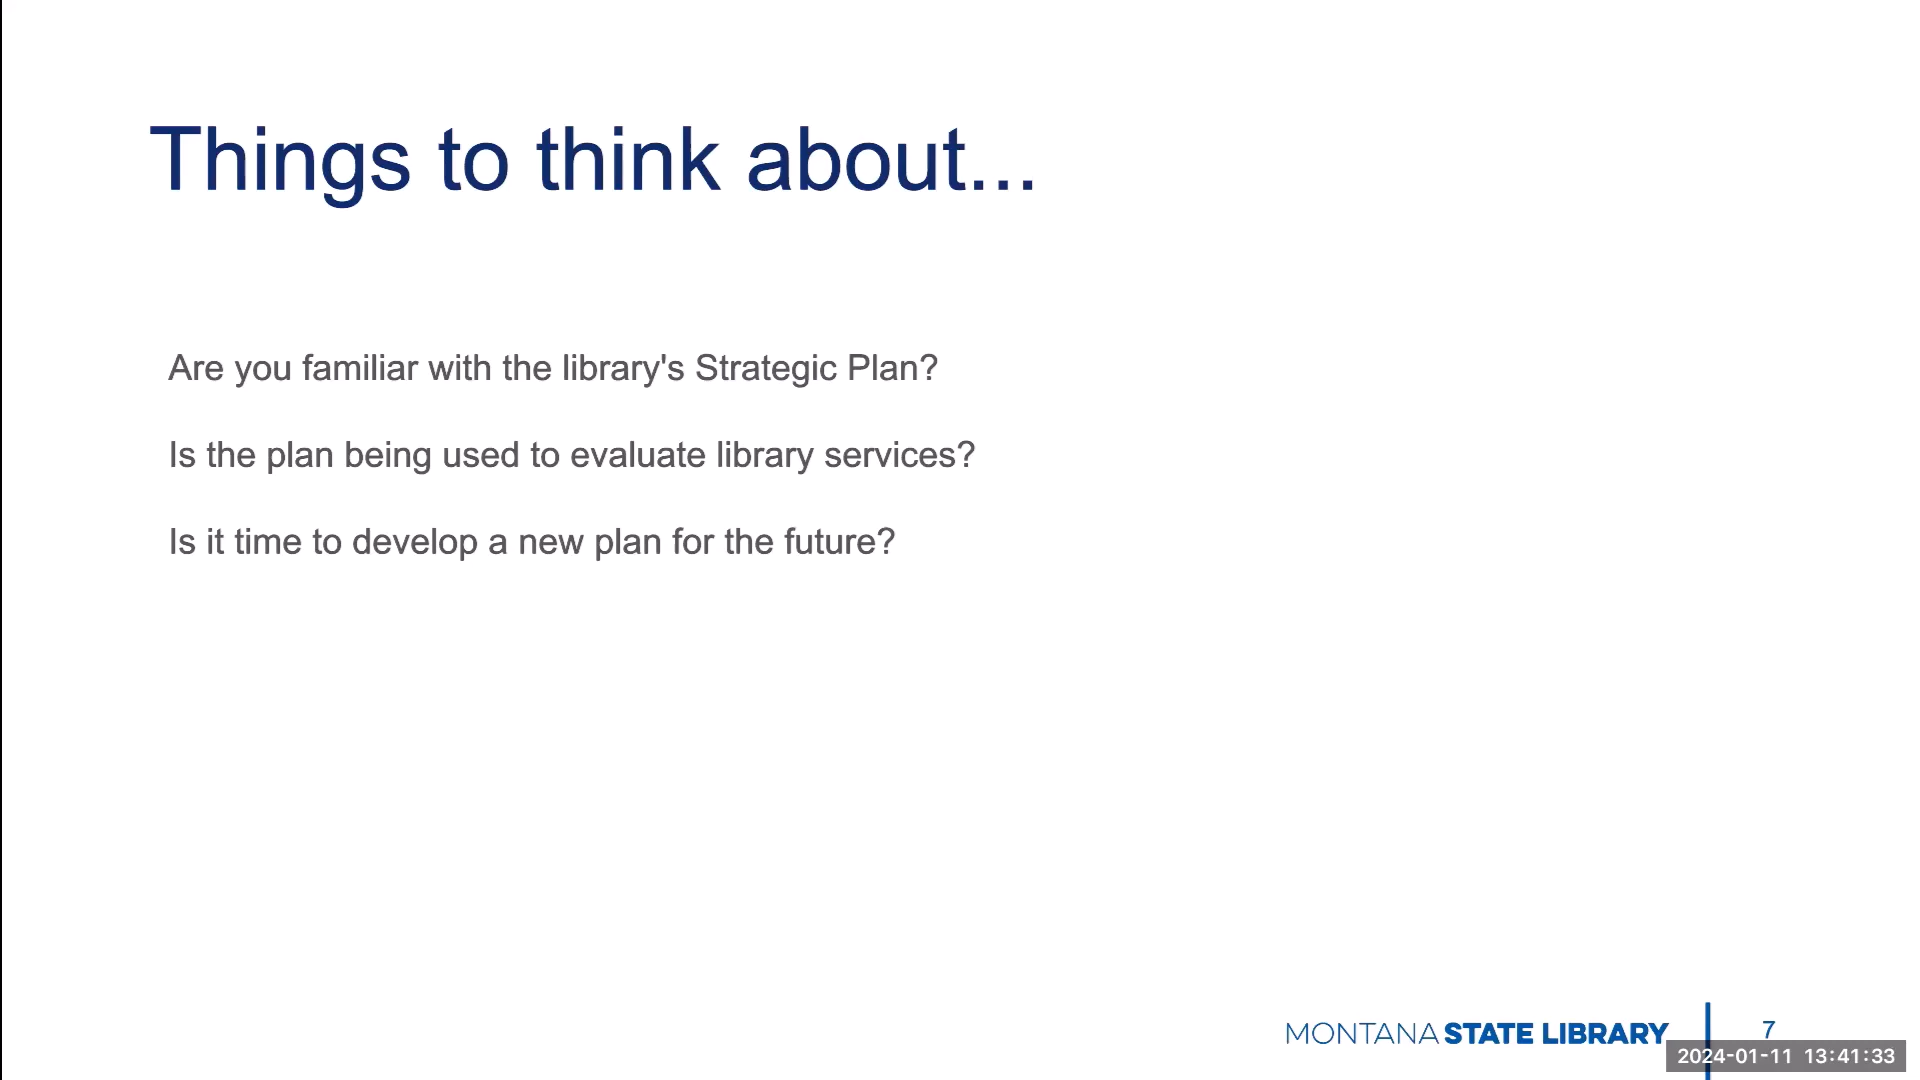 Things to think about...
Are you familiar with the library's Strategic Plan?
Is the plan being used to evaluate library services?
Is it time to develop a new plan for the future?
MONTANA STATE LIBRARY
7
2024-01-11 13:41:33